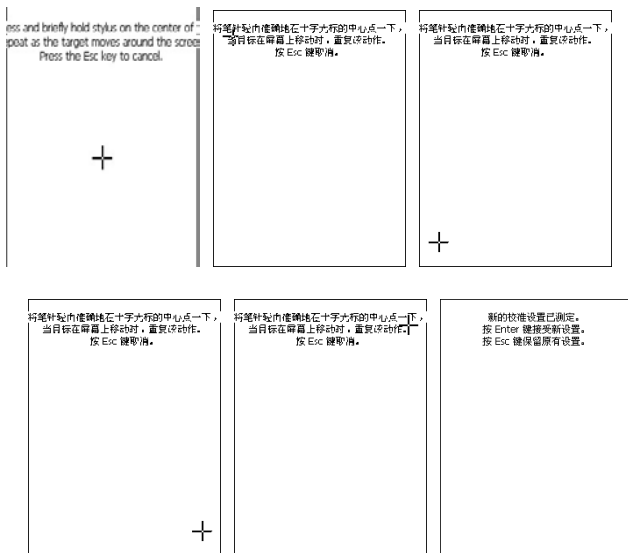 ess and briefly hold stylus on the center of
epeat as the target moves around the scree
Press the Esc key to cancel.
将笔针轻而准确地在十字光标的中心点一下，
当目标在屏幕上移动时，重复该动作。
按 Esc 键取消。
将笔针轻而准确地在十字光标的中心点一下，
当目标在屏幕上移动时，重复该动作。
按 Esc 键取消。
将笔针轻而准确地在十字光标的中心点一下，
当目标在屏幕上移动时，重复该动作。
按 Esc 键取消。
将笔针轻而准确地在十字光标的中心点一下，
当目标在屏幕上移动时，重复该动作。
按 Esc 键取消。
新的校准设置已测定。
按 Enter 键接受新设置。
按 Esc 键保留原有设置。